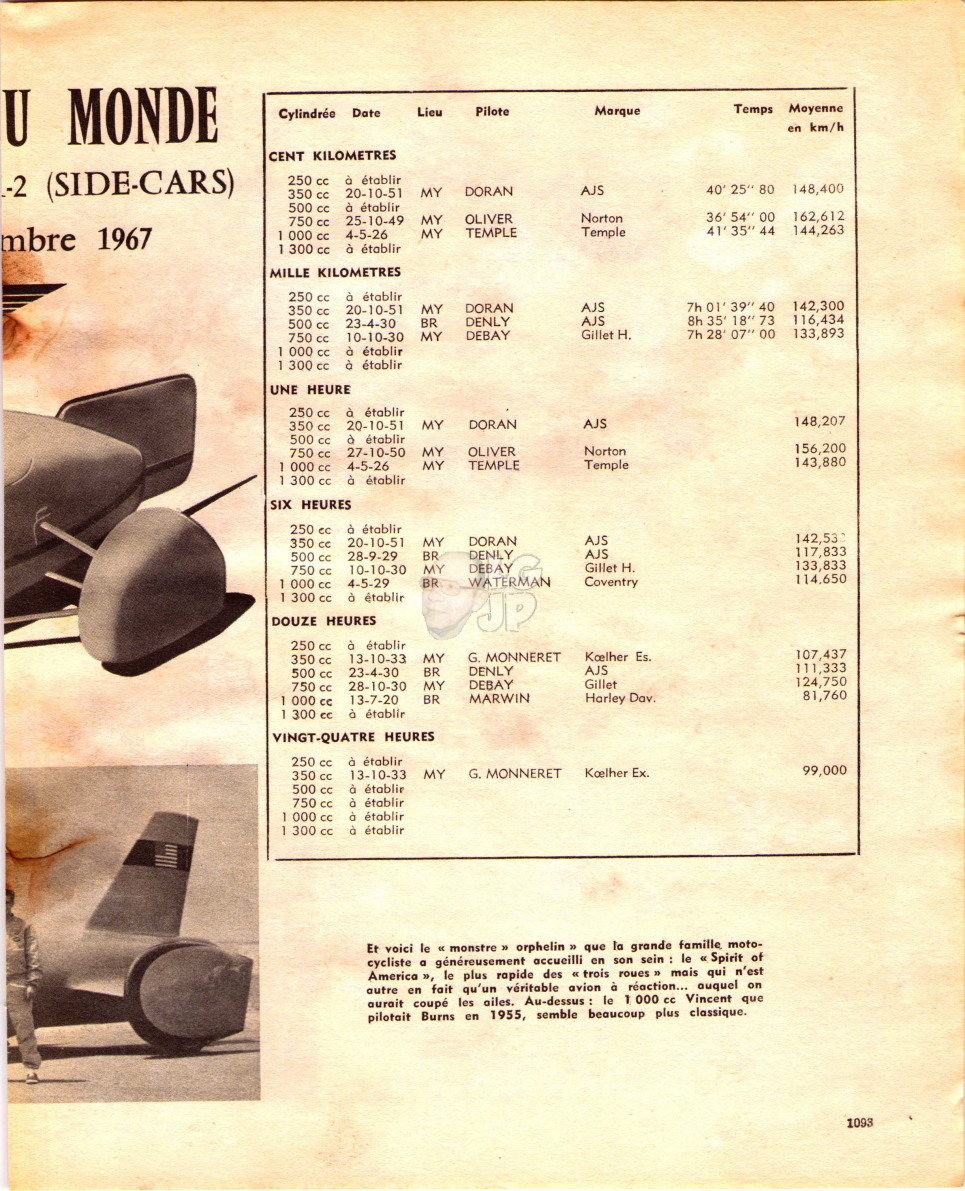 U MONDE
-2 (SIDE-CARS)
mbre 1967
Cylindrée Date Lieu Pilote Marque Temps Moyenne
en km/h
CENT KILOMETRES
250 cc à établir
350 cc 20-10-51 MY DORAN AJS 40' 25'' 80 148,400
500 cc à établir
750 cc 25-10-49 MY OLIVER Norton 36' 54'' 00 162,612
1 000 cc 4-5-26 MY TEMPLE Temple 41' 35'' 44 144,263
1 300 cc à établir
MILLE KILOMETRES
250 cc à établir
350 cc 20-10-51 MY DORAN AJS 7h 01' 39'' 40 142,300
500 cc 23-4-30 BR DENLY AJS 8h 35' 18'' 73 116,434
750 cc 10-10-30 MY DEBAY Gillet H. 7h 28' 07'' 00 133,893
1 000 cc à établir
1 300 cc à établir
UNE HEURE
250 cc à établir
350 cc 20-10-51 MY DORAN AJS 148,207
500 cc à établir
750 cc 27-10-50 MY OLIVER Norton 156,200
1 000 cc 4-5-26 MY TEMPLE Temple 143,880
1 300 cc à établir
SIX HEURES
250 cc à établir
350 cc 20-10-51 MY DORAN AJS 142,53
500 cc 28-9-29 BR DENLY AJS 117,833
750 cc 10-10-30 MY DEBAY Gillet H. 133,833
1 000 cc 4-5-29 BR WATERMAN Coventry 114,650
1 300 cc à établir
JG
JP
DOUZE HEURES
250 cc à établir
350 cc 13-10-33 MY G. MONNERET Kœlher Es. 107,437
500 cc 23-4-30 BR DENLY AJS 111,333
750 cc 28-10-30 MY DEBAY Gillet 124,750
1 000 cc 13-7-20 BR MARWIN Harley Dav. 81,760
1 300 cc à établir
VINGT-QUATRE HEURES
250 cc à établir
350 cc 13-10-33 MY G. MONNERET Kœlher Ex. 99,000
500 cc à établir
750 cc à établir
1 000 cc à établir
1 300 cc à établir
Et voici le « monstre » orphelin » que la grande famille moto-
cycliste a généreusement accueilli en son sein : le « Spirit of
America », le plus rapide des « trois roues » mais qui n'est
autre en fait qu'un véritable avion à réaction... auquel on
aurait coupé les ailes. Au-dessus : le 1 000 cc Vincent que
pilotait Burns en 1955, semble beaucoup plus classique.
1093